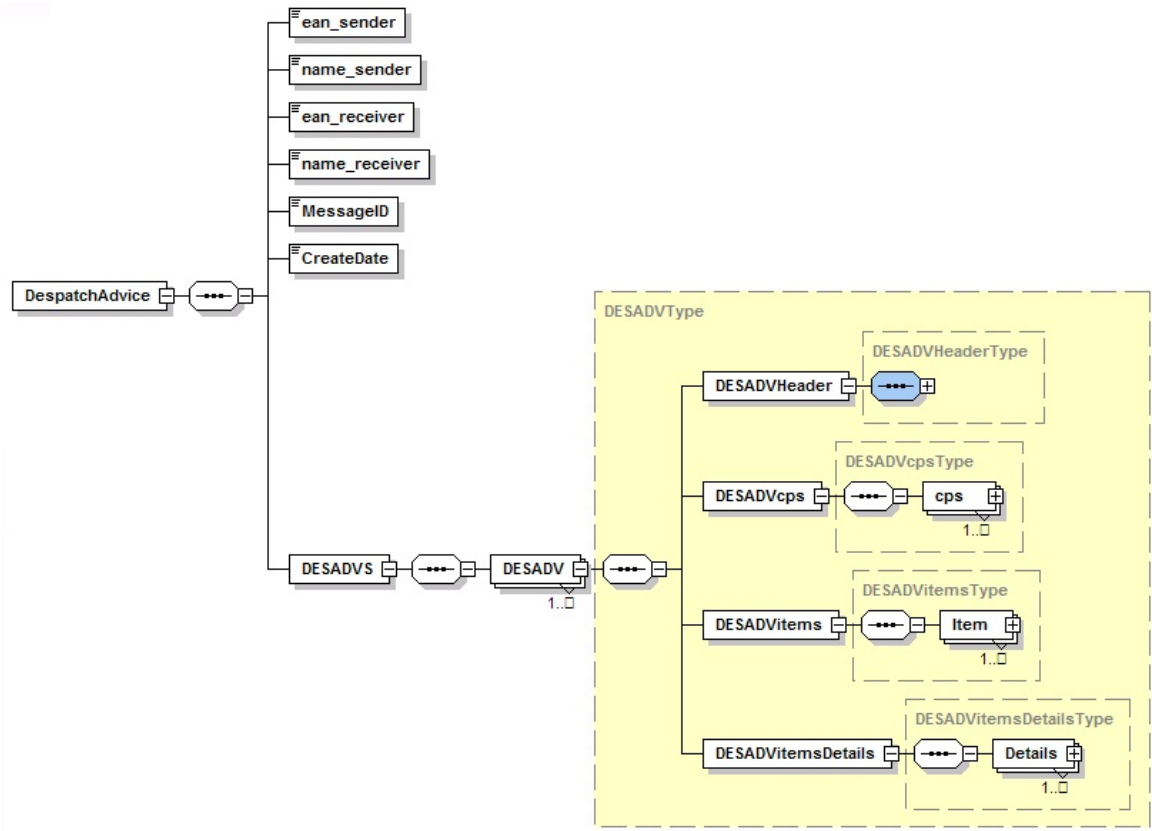 ean_sender
name_sender
ean_receiver
name_receiver
MessageID
CreateDate
DespatchAdvice
DESADVType
DESADVHeaderType
DESADVHeader
DESADVcpsType
DESADVcps
cps
1..□
DESADVS
DESADV
1..□
DESADVitemsType
DESADVitems
Item
1..□
DESADVitemsDetailsType
DESADVitemsDetails
Details
1..□